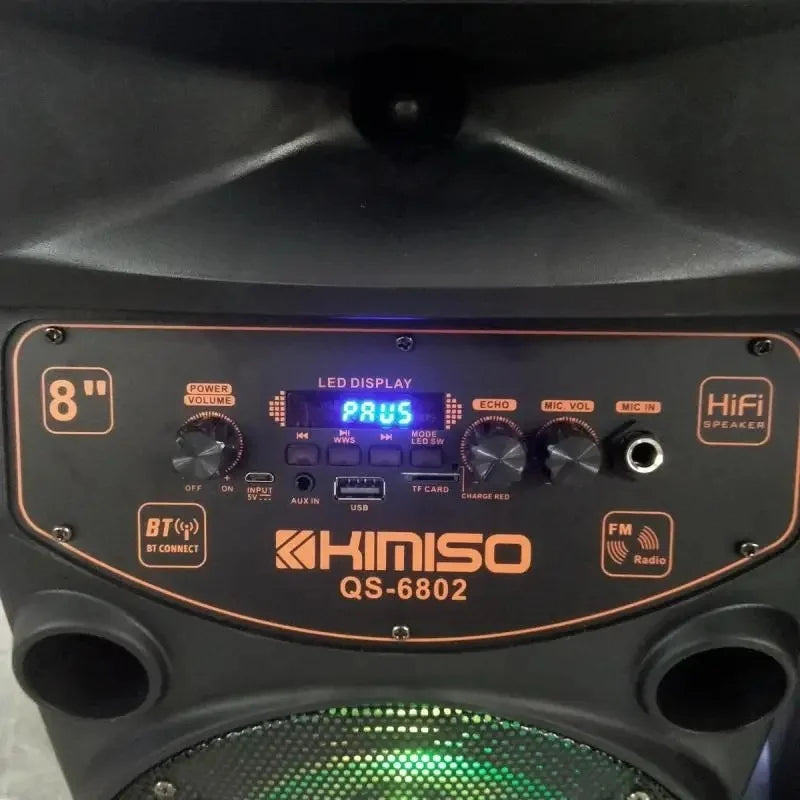 8"
POWER
VOLUME
OFF
ON
INPUT
5V
LED DISPLAY
PAUS
WWS
MODE
LED SW
AUX IN
USB
TF CARD
CHARGE RED
ECHO
MIC. VOL
MIC IN
HiFi
SPEAKER
BT
BT CONNECT
KIMISO
QS-6802
FM
Radio